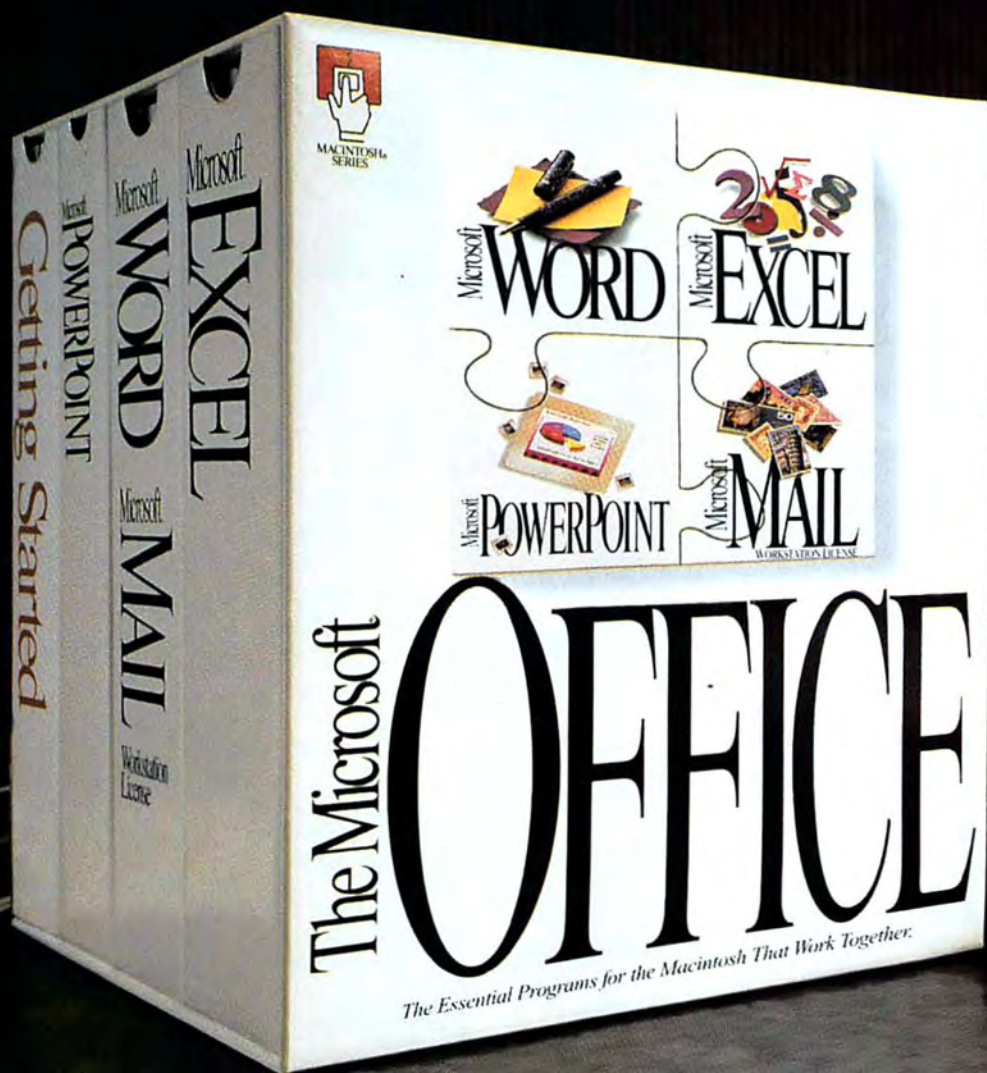 Getting Started
Microsoft
POWERPOINT
Microsoft
WORD
Microsoft
MAIL
Workstation
License
Microsoft
EXCEL
MACINTOSH®
SERIES
Microsoft
WORD
Microsoft
EXCEL
Microsoft
POWERPOINT
Microsoft
MAIL
WORKSTATION LICENSE
The Microsoft
OFFICE
The Essential Programs for the Macintosh That Work Together.